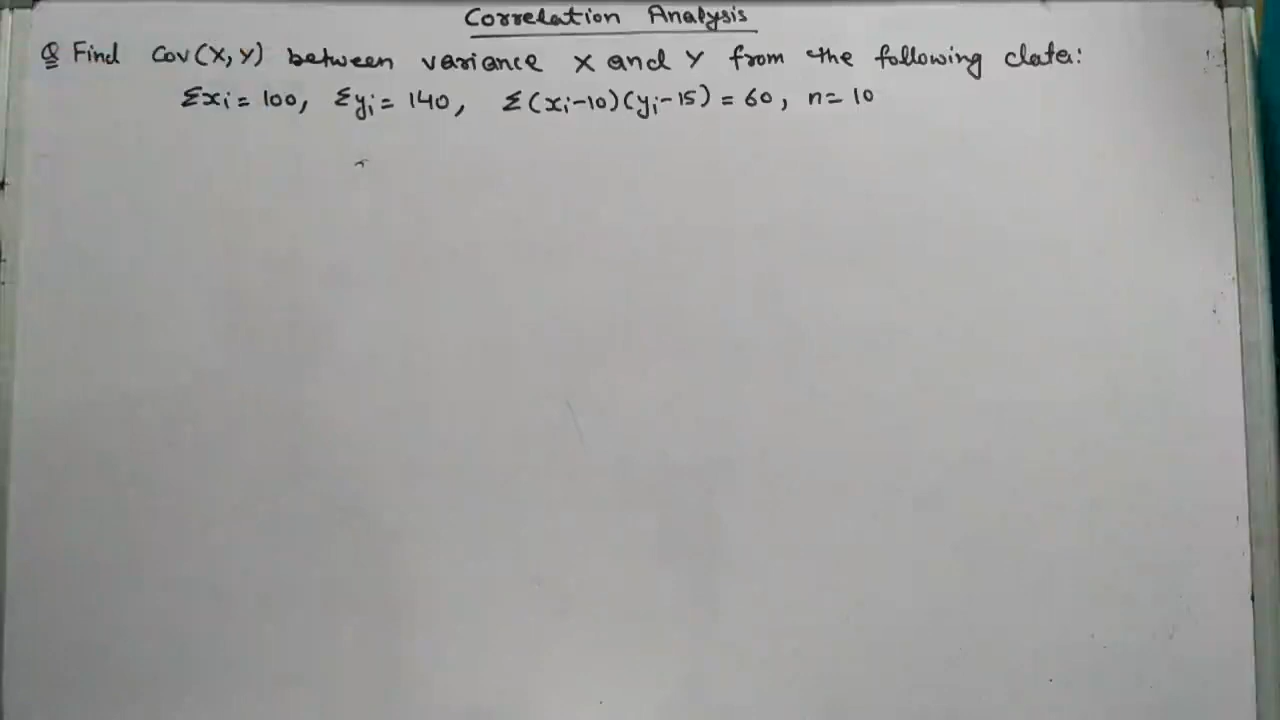 Correlation Analysis
Q Find Cov(X, Y) between variance X and Y from the following data:
Σxi = 100, Σyi = 140, Σ(xi-10)(yi-15) = 60, n = 10